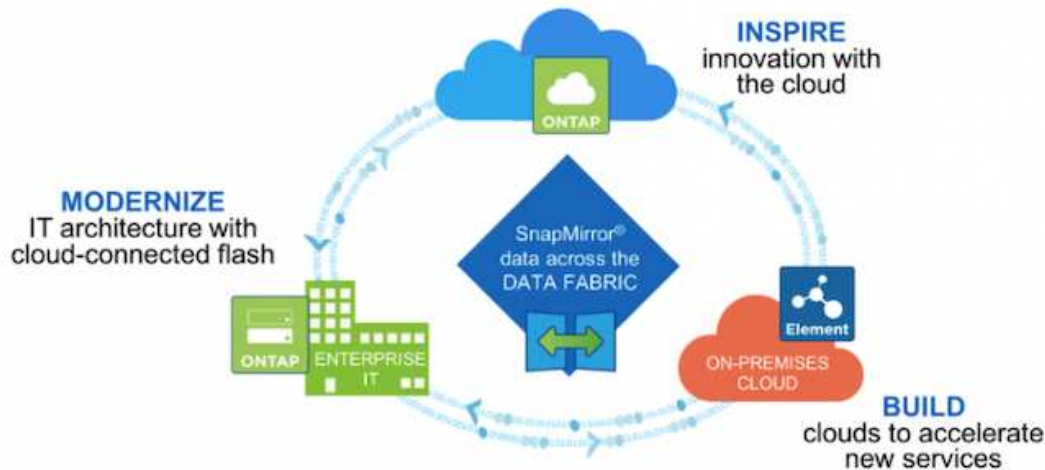 INSPIRE
innovation with
the cloud
ONTAP
MODERNIZE
IT architecture with
cloud-connected flash
SnapMirror®
data across the
DATA FABRIC
ONTAP
ENTERPRISE
IT
Element
ON-PREMISES
CLOUD
BUILD
clouds to accelerate
new services